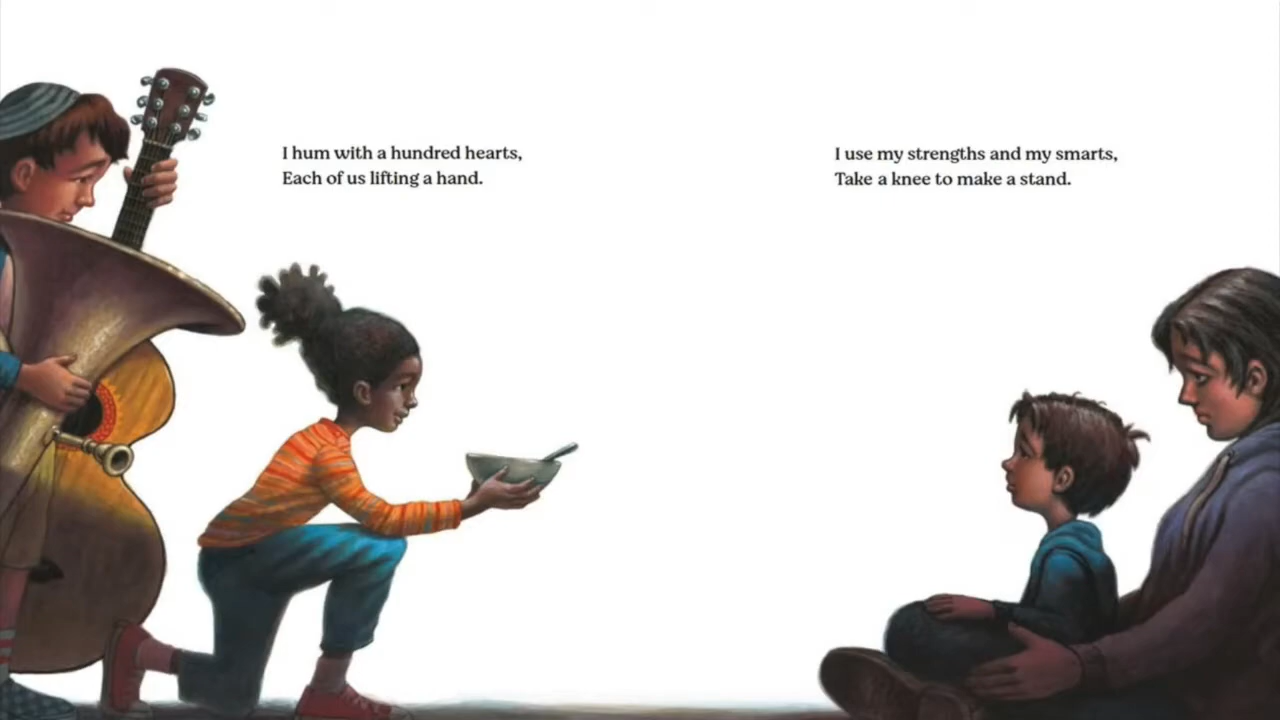 I hum with a hundred hearts,
Each of us lifting a hand.
I use my strengths and my smarts,
Take a knee to make a stand.